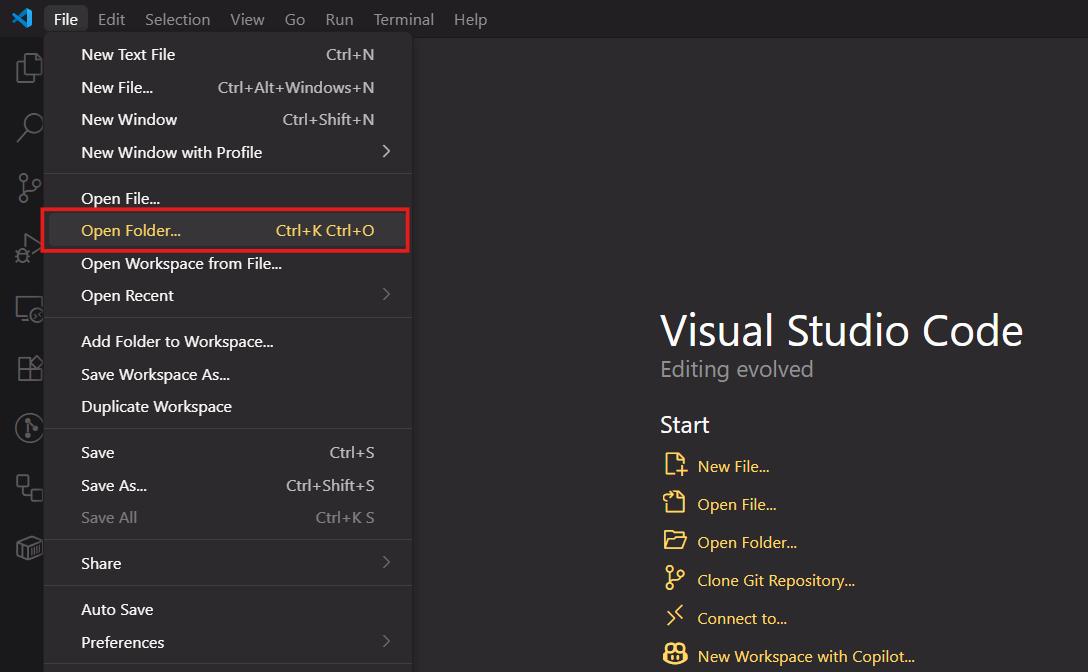 File Edit Selection View Go Run Terminal Help
New Text File Ctrl+N
New File... Ctrl+Alt+Windows+N
New Window Ctrl+Shift+N
New Window with Profile
Open File...
Open Folder... Ctrl+K Ctrl+O
Open Workspace from File...
Open Recent
Add Folder to Workspace...
Save Workspace As...
Duplicate Workspace
Save Ctrl+S
Save As... Ctrl+Shift+S
Save All Ctrl+K S
Share
Auto Save
Preferences
Visual Studio Code
Editing evolved
Start
New File...
Open File...
Open Folder...
Clone Git Repository...
Connect to...
New Workspace with Copilot...